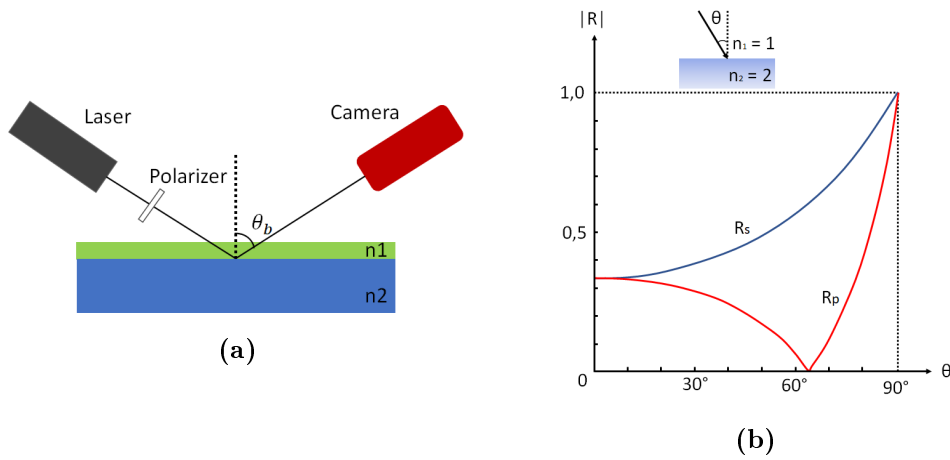 Laser
Camera
Polarizer
θb
n1
n2
(a)
|R|
θ
n₁ = 1
n₂ = 2
1,0
Rs
0,5
Rp
0
30°
60°
90°
θ
(b)